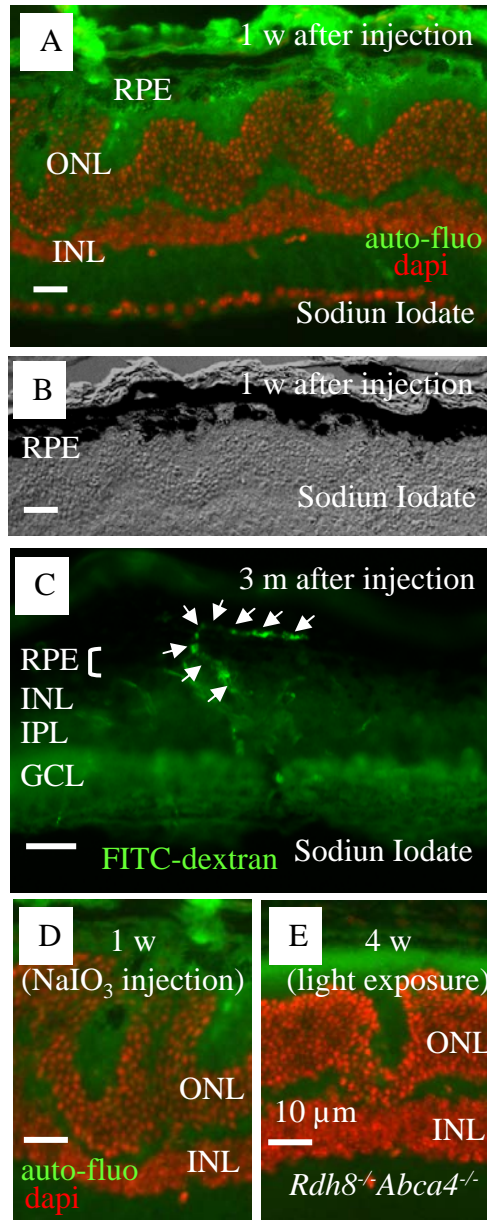 A
1 w after injection
RPE
ONL
INL
auto-fluo
dapi
Sodiun Iodate
B
1 w after injection
RPE
Sodiun Iodate
C
3 m after injection
RPE
INL
IPL
GCL
FITC-dextran
Sodiun Iodate
D
1 w
(NaIO₃ injection)
ONL
INL
auto-fluo
dapi
E
4 w
(light exposure)
ONL
10 µm
INL
Rdh8⁻/⁻Abca4⁻/⁻